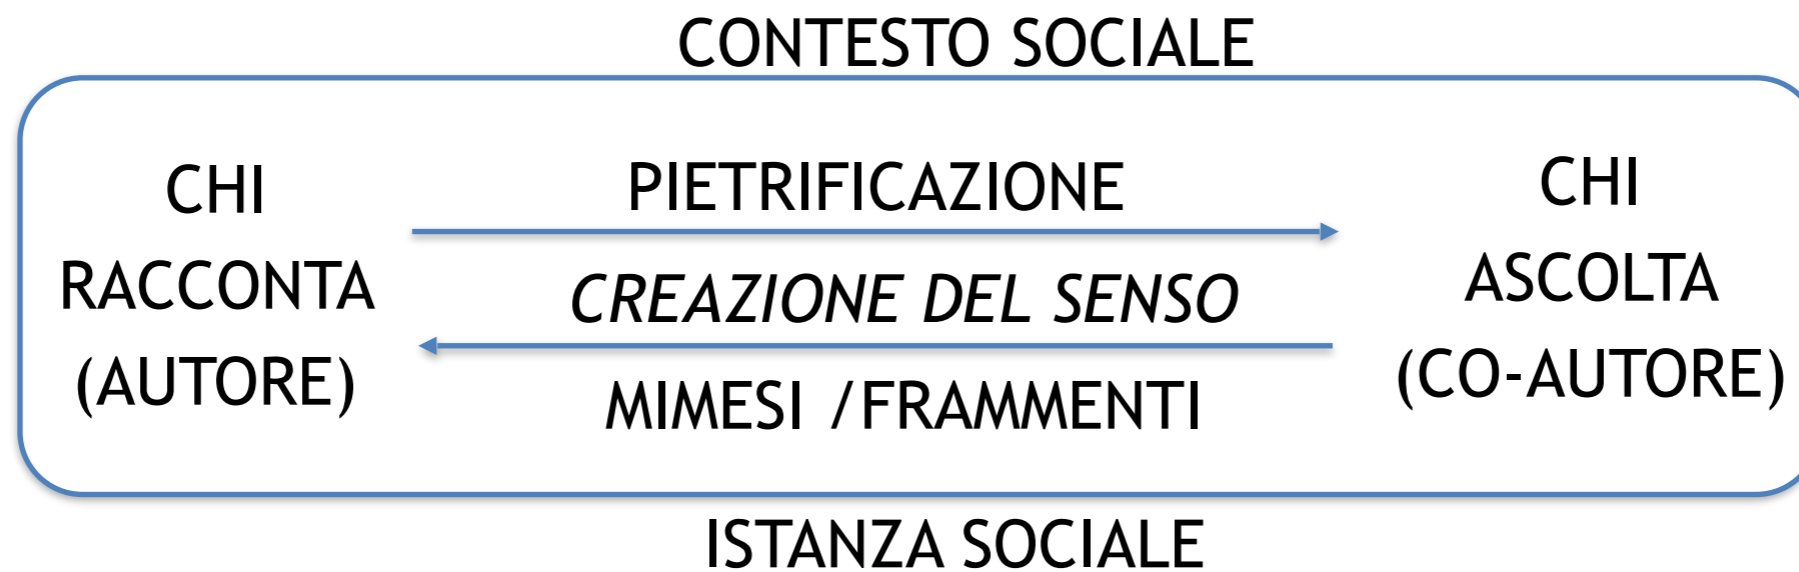 CONTESTO SOCIALE
CHI
RACCONTA
(AUTORE)
PIETRIFICAZIONE
CREAZIONE DEL SENSO
MIMESI /FRAMMENTI
CHI
ASCOLTA
(CO-AUTORE)
ISTANZA SOCIALE